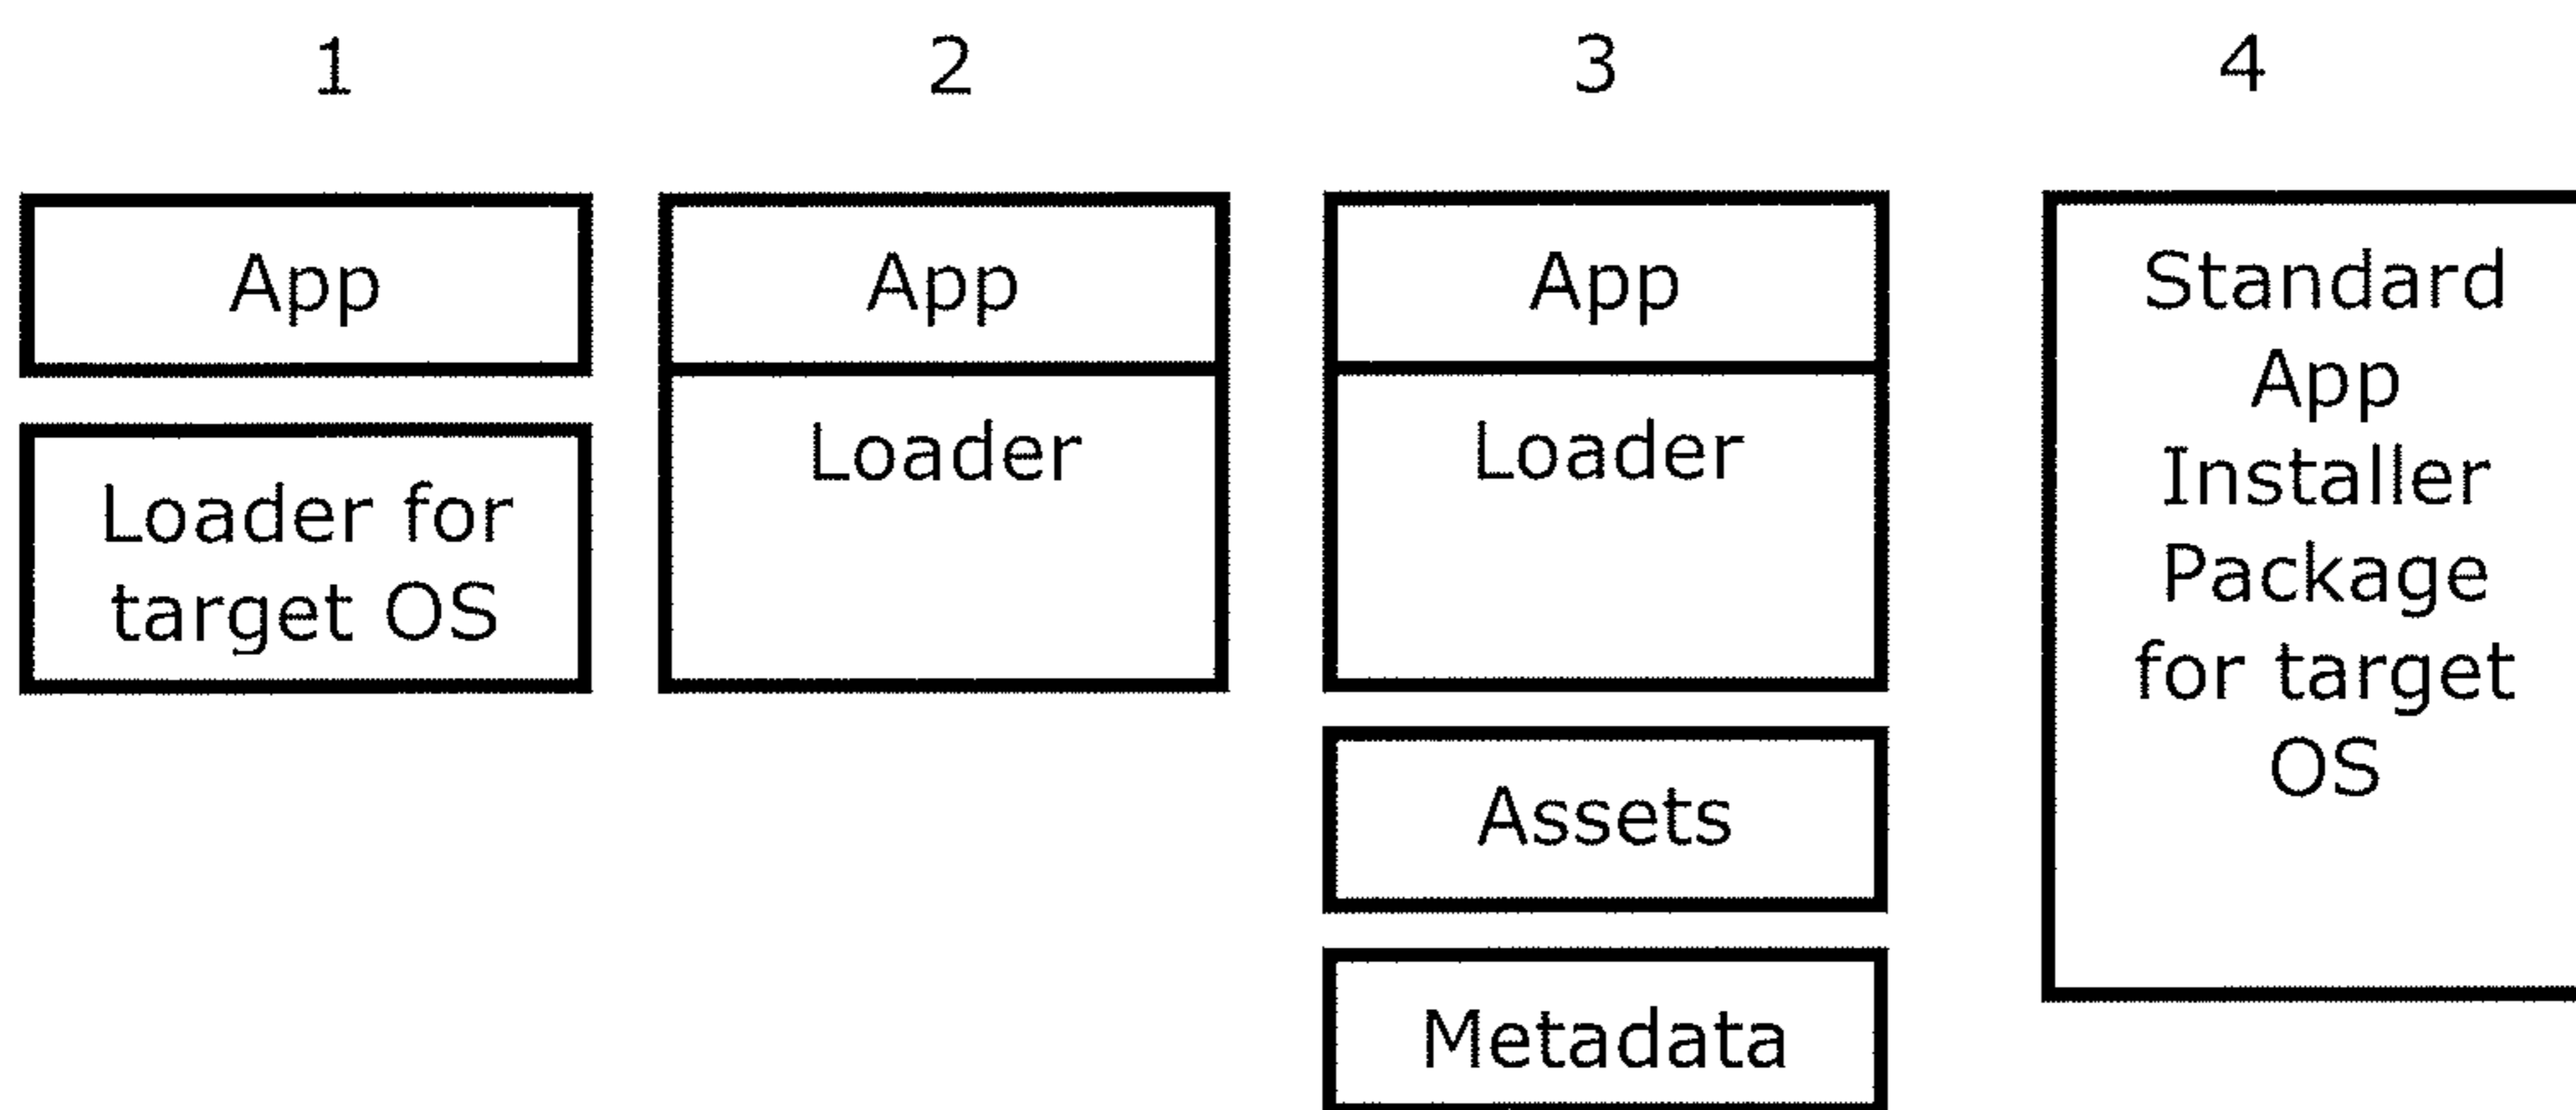 1
2
3
4
App
Loader for
target OS
App
Loader
App
Loader
Assets
Metadata
Standard
App
Installer
Package
for target
OS